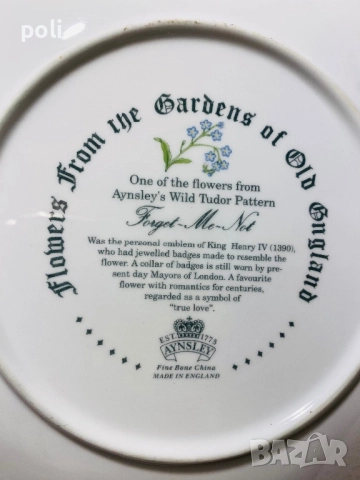 poli
Flowers From the Gardens of Old England
One of the flowers from
Aynsley's Wild Tudor Pattern
Forget-Me-Not
Was the personal emblem of King Henry IV (1390),
who had jewelled badges made to resemble the
flower. A collar of badges is still worn by pre-
sent day Mayors of London. A favourite
flower with romantics for centuries,
regarded as a symbol of
"true love".
EST. 1775
AYNSLEY
Fine Bone China
MADE IN ENGLAND
BAZAR